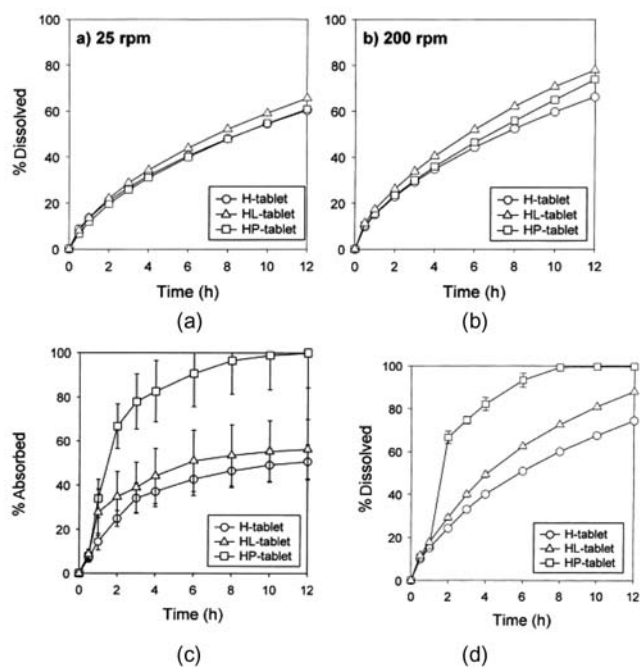 a) 25 rpm
% Dissolved
100
80
60
40
20
0
H-tablet
HL-tablet
HP-tablet
0 2 4 6 8 10 12
Time (h)
(a)
b) 200 rpm
% Dissolved
100
80
60
40
20
0
H-tablet
HL-tablet
HP-tablet
0 2 4 6 8 10 12
Time (h)
(b)
% Absorbed
100
80
60
40
20
0
H-tablet
HL-tablet
HP-tablet
0 2 4 6 8 10 12
Time (h)
(c)
% Dissolved
100
80
60
40
20
0
H-tablet
HL-tablet
HP-tablet
0 2 4 6 8 10 12
Time (h)
(d)